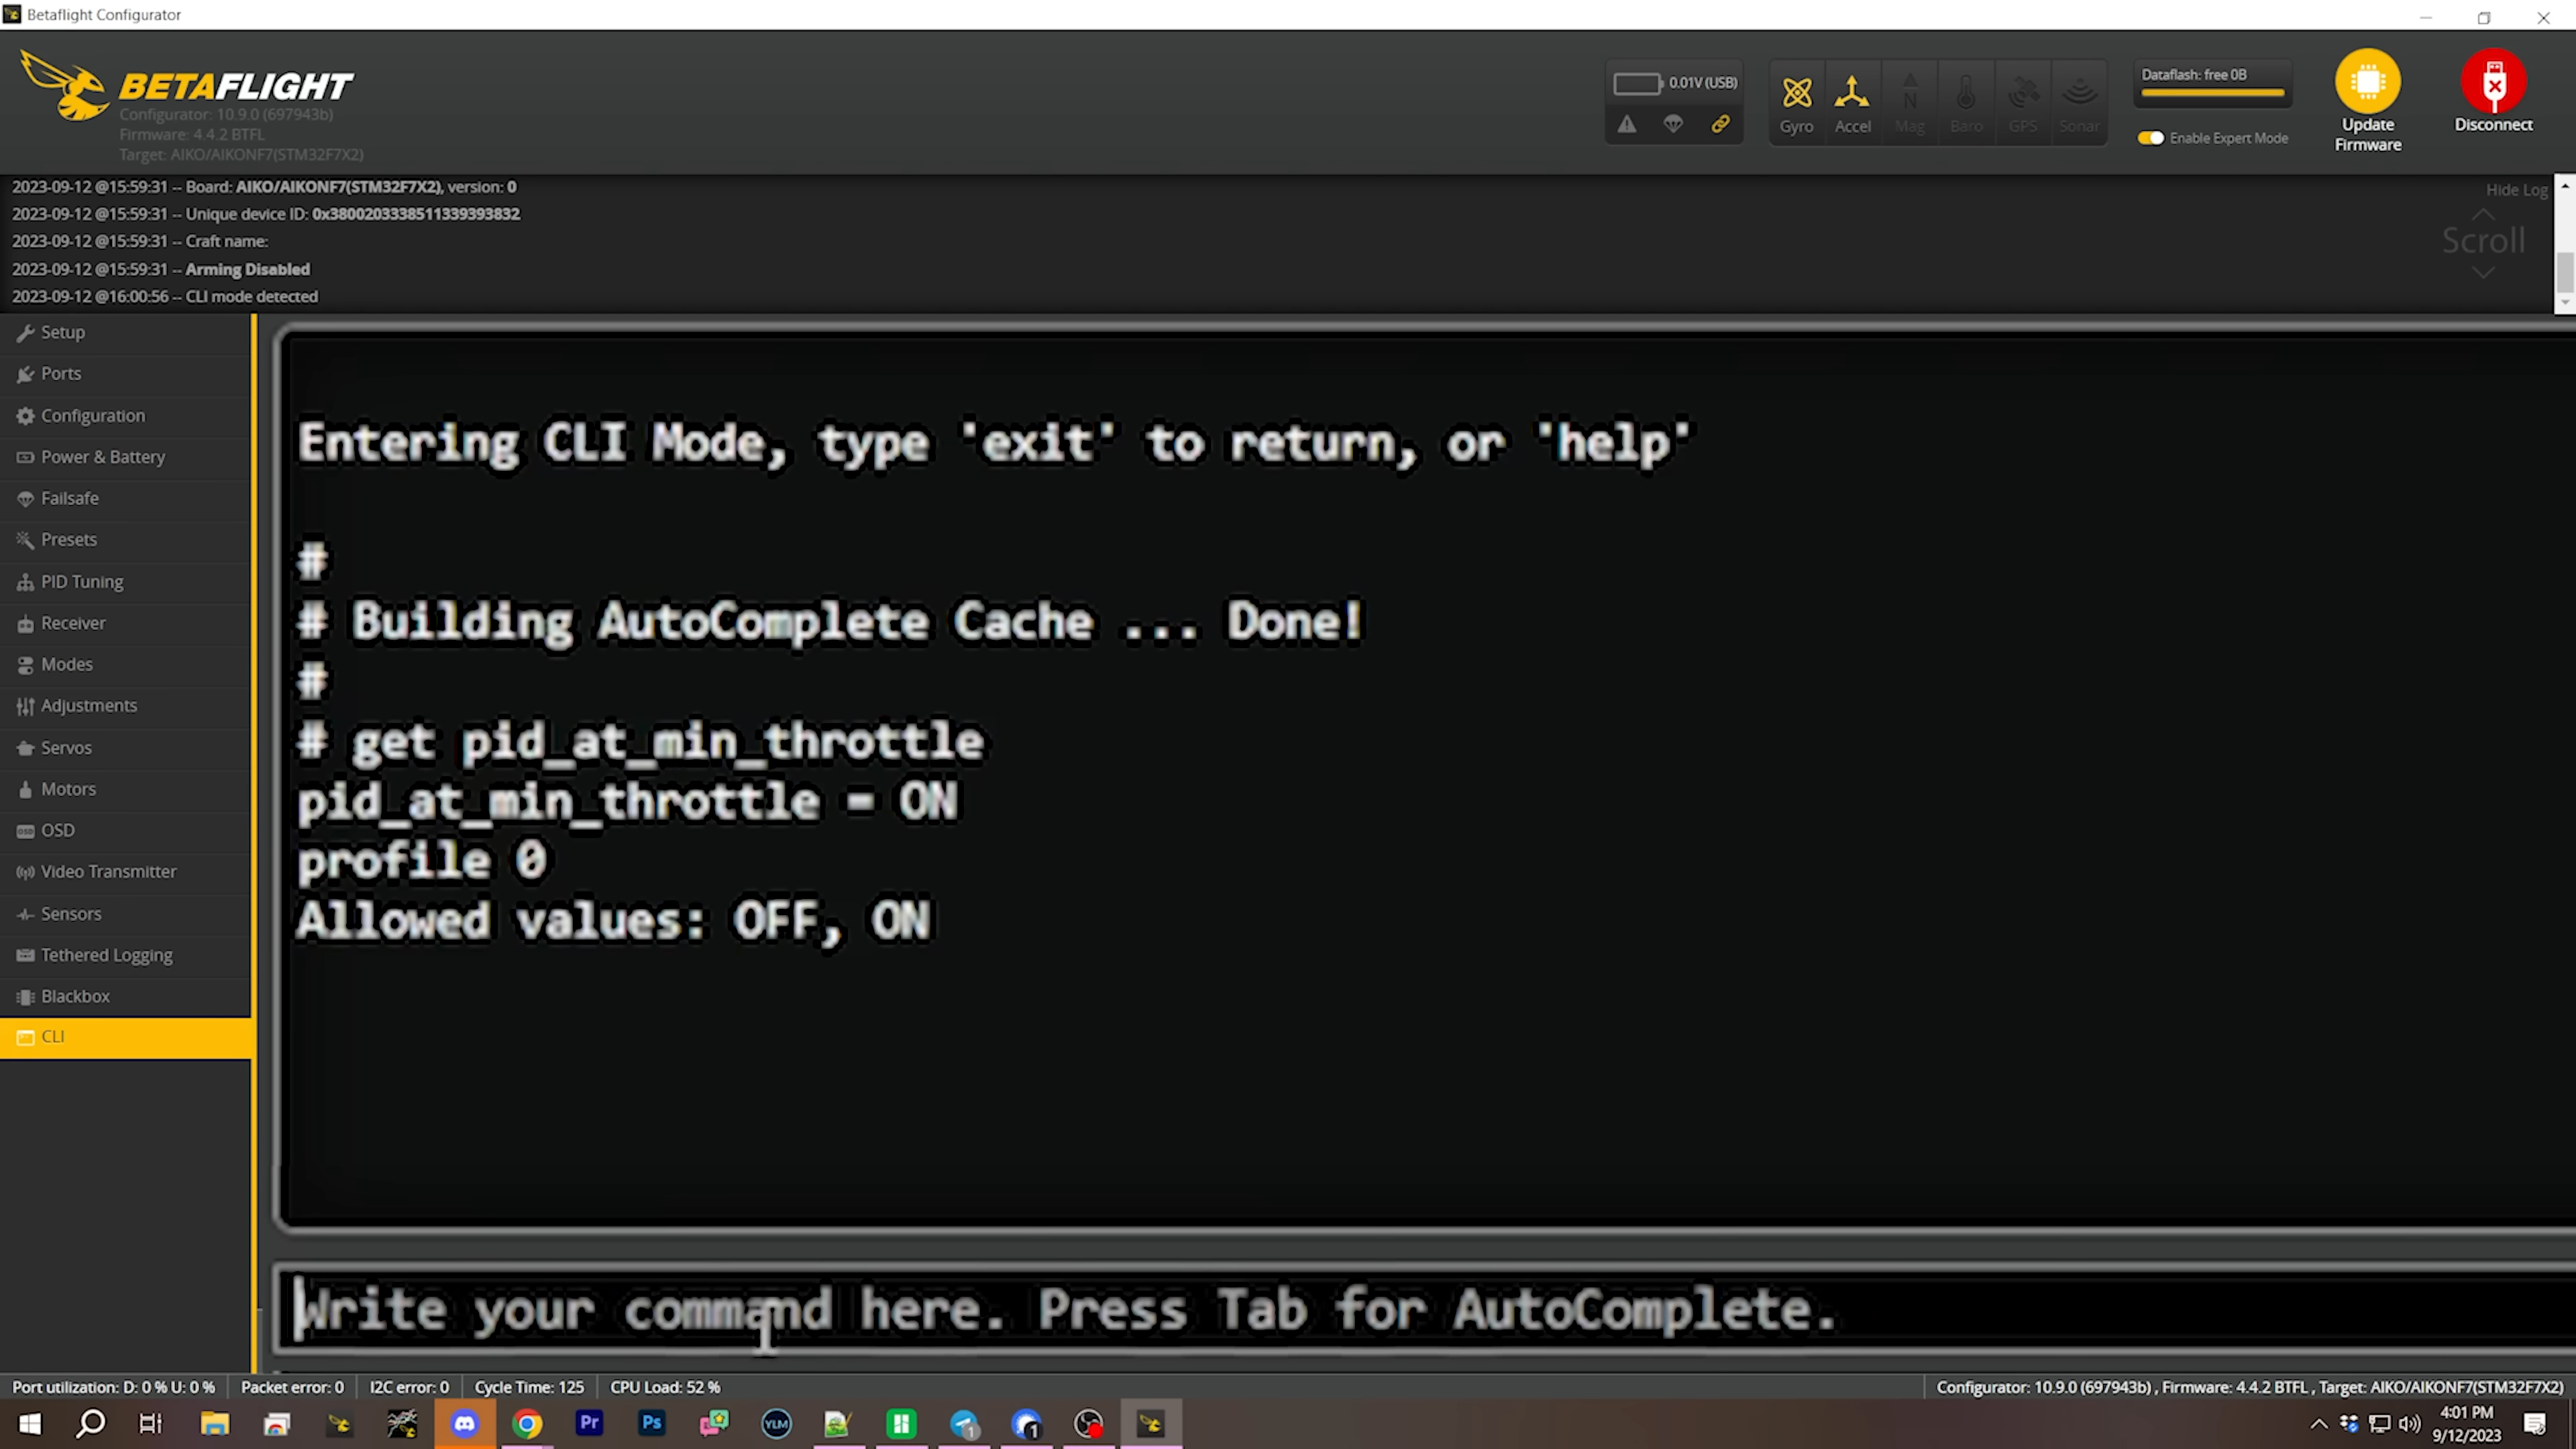 Betaflight Configurator
BETAFLIGHT
Configurator: 10.9.0 (697943b)
Firmware: 4.4.2 BTFL
Target: AIKO/AIKONF7(STM32F7X2)
0.01V (USB)
Gyro
Accel
Mag
Baro
GPS
Sonar
Dataflash: free 0B
Enable Expert Mode
Update
Firmware
Disconnect
2023-09-12 @15:59:31 -- Board: AIKO/AIKONF7(STM32F7X2), version: 0
2023-09-12 @15:59:31 -- Unique device ID: 0x3800203338511339393832
2023-09-12 @15:59:31 -- Craft name:
2023-09-12 @15:59:31 -- Arming Disabled
2023-09-12 @16:00:56 -- CLI mode detected
Hide Log
Scroll
Setup
Ports
Configuration
Power & Battery
Failsafe
Presets
PID Tuning
Receiver
Modes
Adjustments
Servos
Motors
OSD
Video Transmitter
Sensors
Tethered Logging
Blackbox
CLI
Entering CLI Mode, type 'exit' to return, or 'help'
#
# Building AutoComplete Cache ... Done!
#
# get pid_at_min_throttle
pid_at_min_throttle = ON
profile 0
Allowed values: OFF, ON
Write your command here. Press Tab for AutoComplete.
Port utilization: D: 0 % U: 0 %
Packet error: 0
I2C error: 0
Cycle Time: 125
CPU Load: 52 %
Configurator: 10.9.0 (697943b) , Firmware: 4.4.2 BTFL , Target: AIKO/AIKONF7(STM32F7X2)
Pr
Ps
YLM
1
1
4:01 PM
9/12/2023